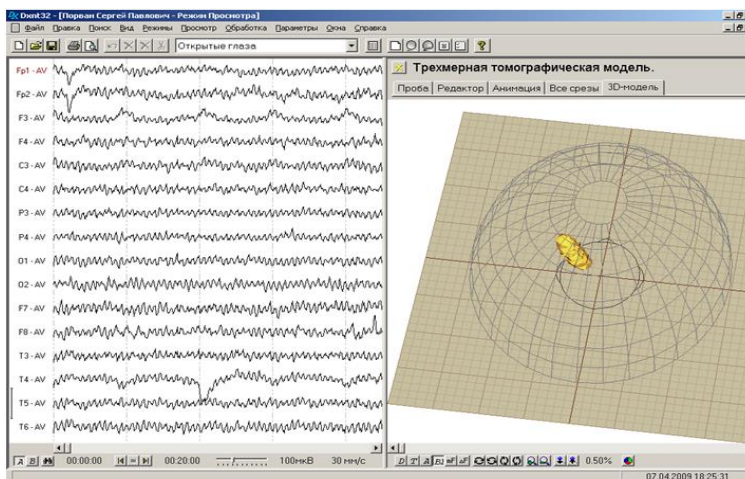 Dxnt32 - [Порван Сергей Павлович - Режим Просмотра]
Файл Правка Поиск Вид Режимы Просмотр Обработка Параметры Окна Справка
Открытые глаза
Трехмерная томографическая модель.
Проба Редактор Анимация Все срезы 3D-модель
Fp1 - AV
Fp2 - AV
F3 - AV
F4 - AV
C3 - AV
C4 - AV
P3 - AV
P4 - AV
O1 - AV
O2 - AV
F7 - AV
F8 - AV
T3 - AV
T4 - AV
T5 - AV
T6 - AV
A B 00:00:00 00:20:00 100мкВ 30 мм/с
D T A 0.50%
07.04.2009 18:25:31